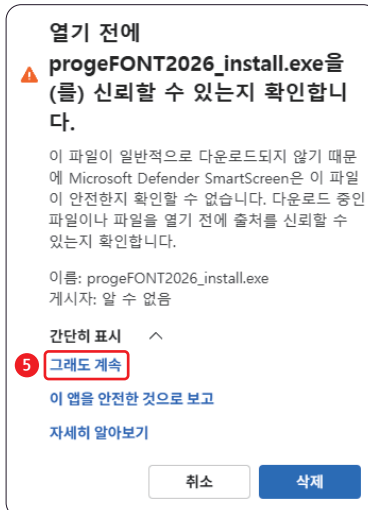 열기 전에
progeFONT2026_install.exe을
(를) 신뢰할 수 있는지 확인합니
다.
이 파일이 일반적으로 다운로드되지 않기 때문
에 Microsoft Defender SmartScreen은 이 파일
이 안전한지 확인할 수 없습니다. 다운로드 중인
파일이나 파일을 열기 전에 출처를 신뢰할 수
있는지 확인합니다.
이름: progeFONT2026_install.exe
게시자: 알 수 없음
간단히 표시
5 그래도 계속
이 앱을 안전한 것으로 보고
자세히 알아보기
취소 삭제